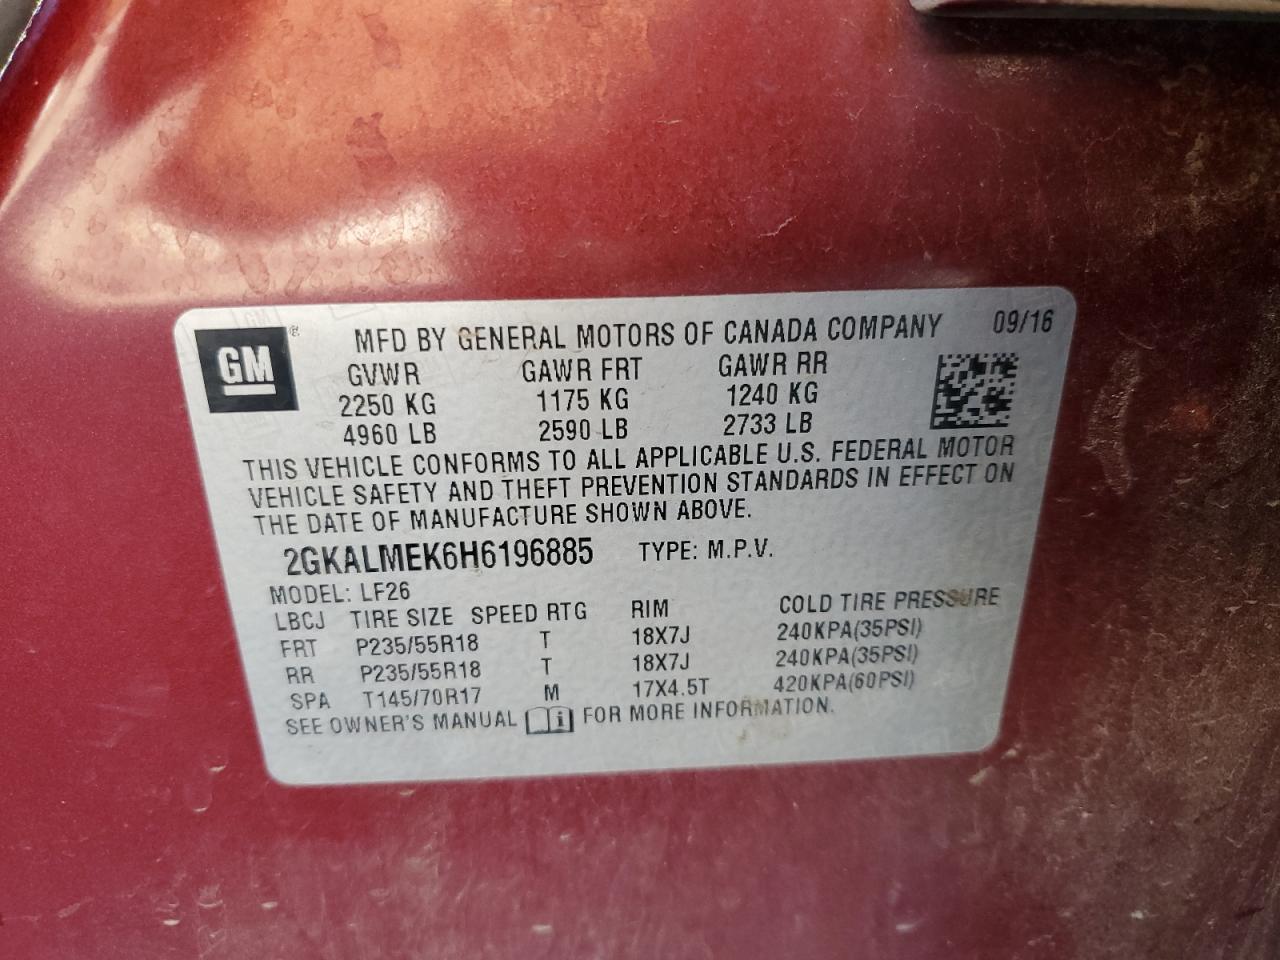 GM ® MFD BY GENERAL MOTORS OF CANADA COMPANY 09/16
GVWR GAWR FRT GAWR RR
2250 KG 1175 KG 1240 KG
4960 LB 2590 LB 2733 LB
THIS VEHICLE CONFORMS TO ALL APPLICABLE U.S. FEDERAL MOTOR
VEHICLE SAFETY AND THEFT PREVENTION STANDARDS IN EFFECT ON
THE DATE OF MANUFACTURE SHOWN ABOVE.
2GKALMEK6H6196885 TYPE: M.P.V.
MODEL: LF26
LBCJ TIRE SIZE SPEED RTG RIM COLD TIRE PRESSURE
FRT P235/55R18 T 18X7J 240KPA(35PSI)
RR P235/55R18 T 18X7J 240KPA(35PSI)
SPA T145/70R17 M 17X4.5T 420KPA(60PSI)
SEE OWNER'S MANUAL i FOR MORE INFORMATION.